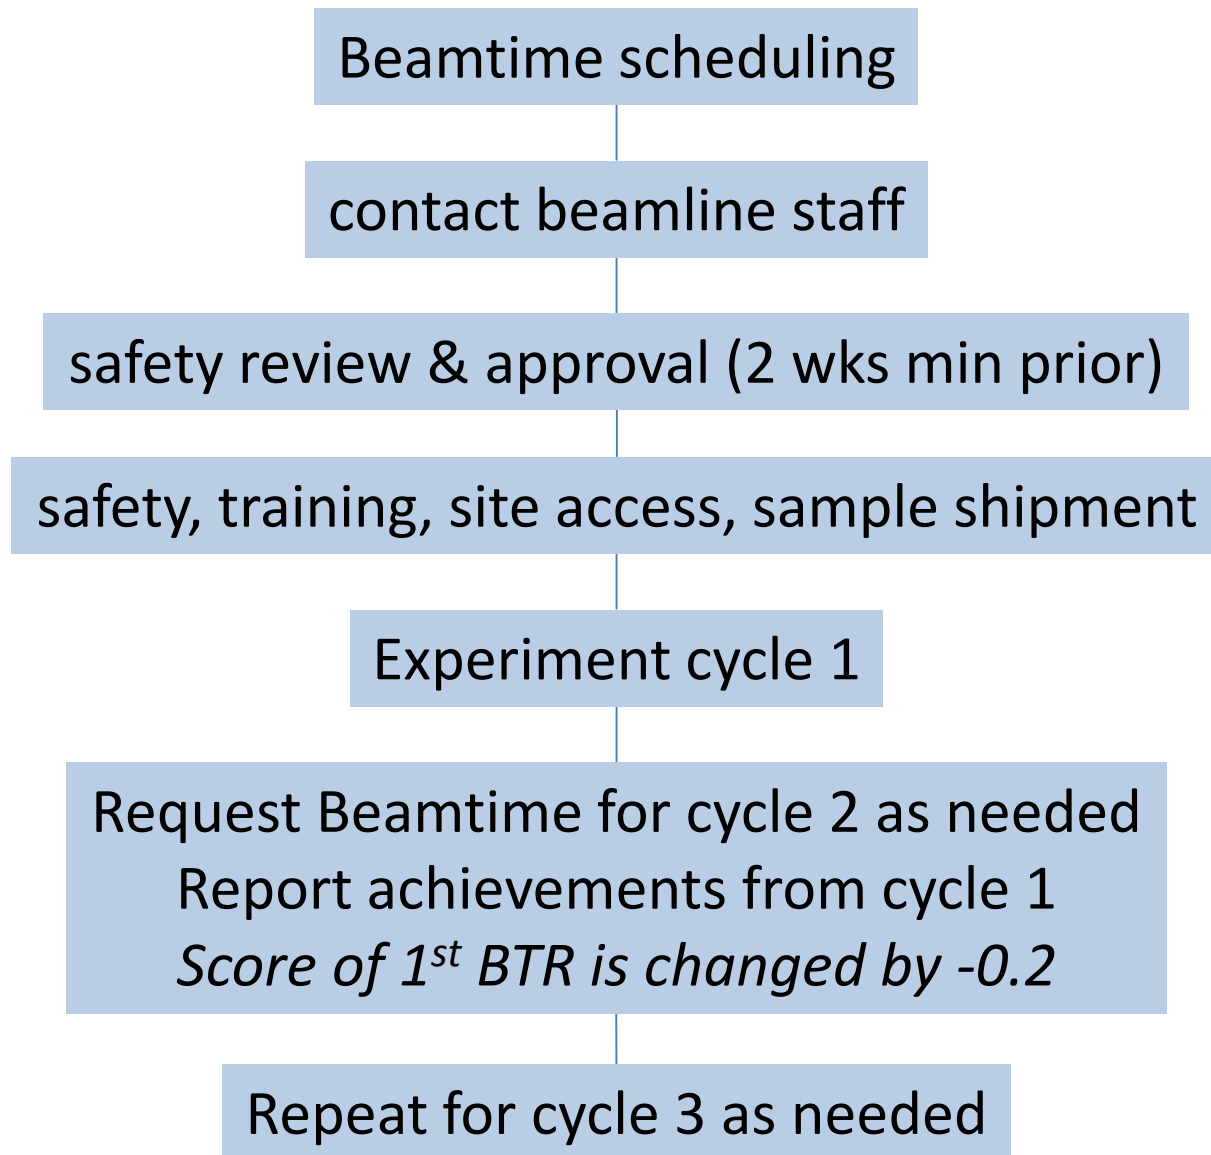 Beamtime scheduling
contact beamline staff
safety review & approval (2 wks min prior)
safety, training, site access, sample shipment
Experiment cycle 1
Request Beamtime for cycle 2 as needed
Report achievements from cycle 1
Score of 1st BTR is changed by -0.2
Repeat for cycle 3 as needed